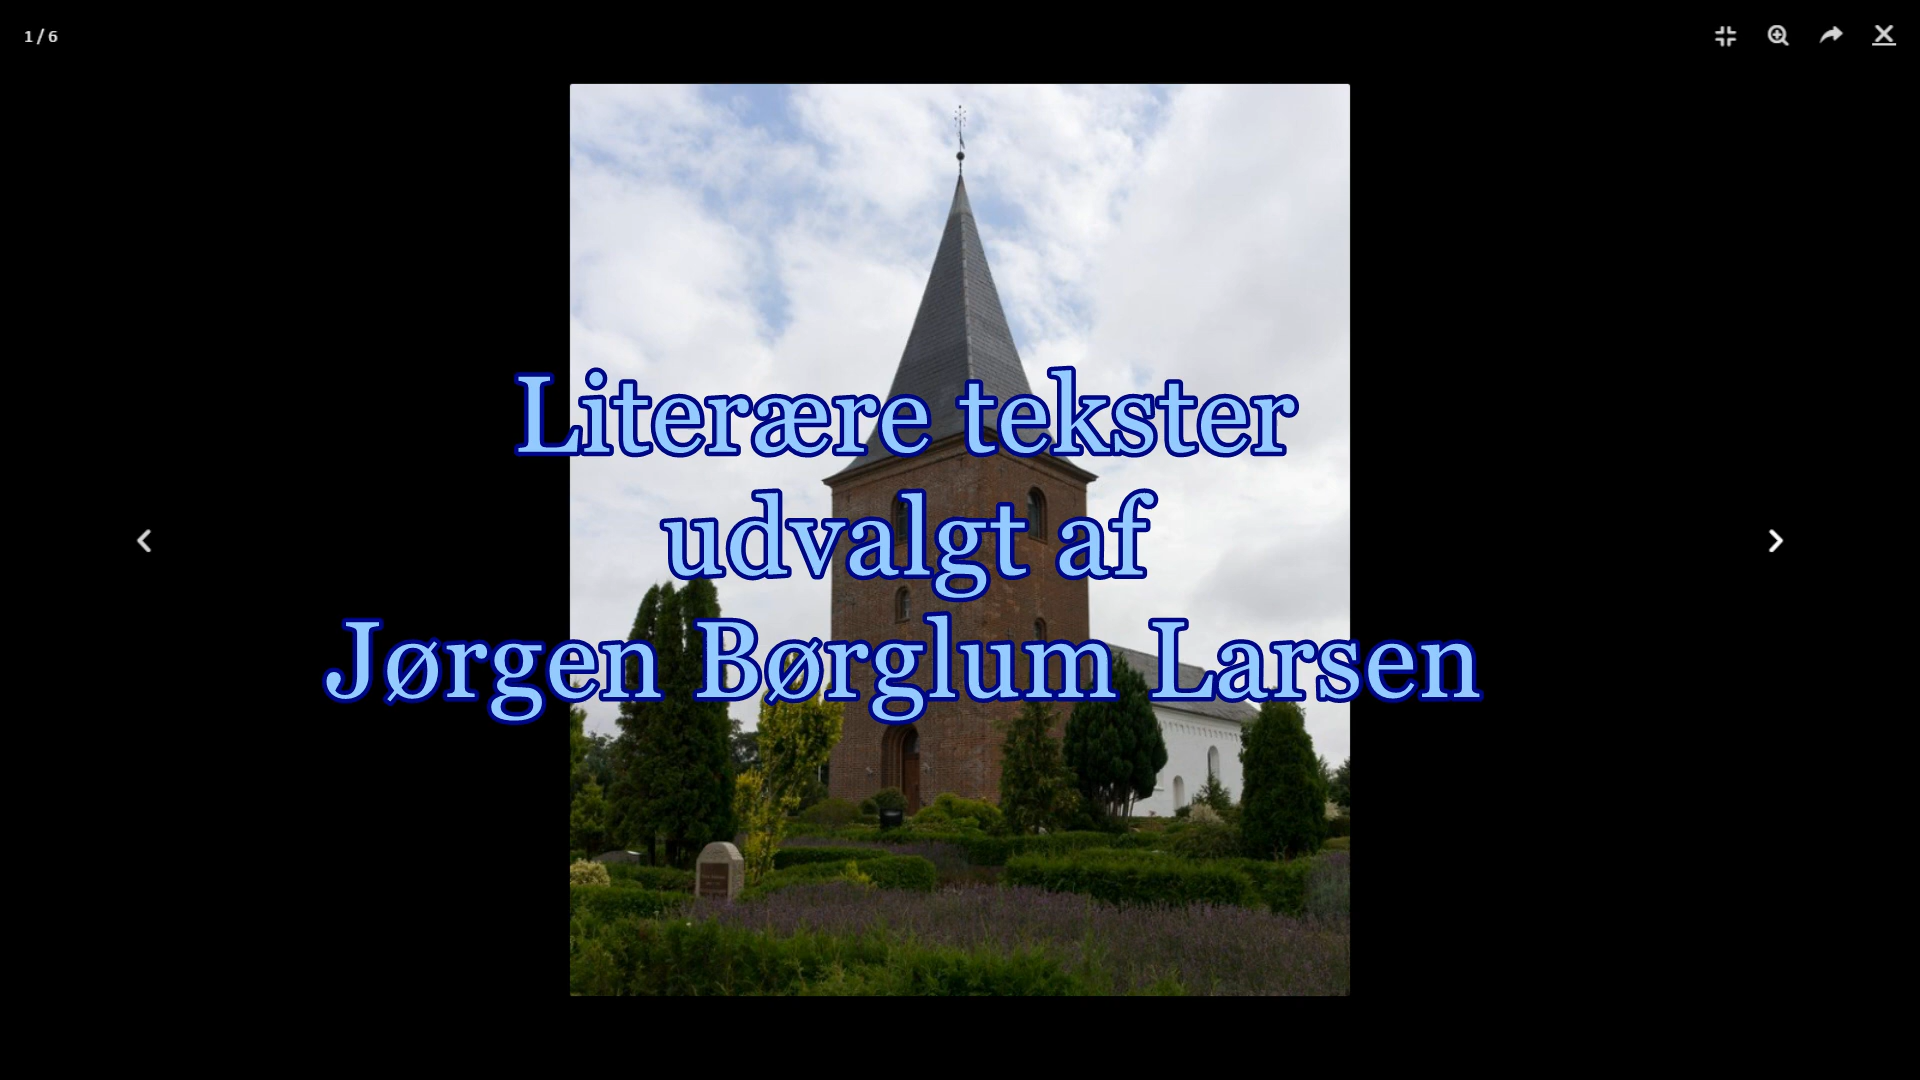 1 / 6
Literære tekster
udvalgt af
Jørgen Børglum Larsen